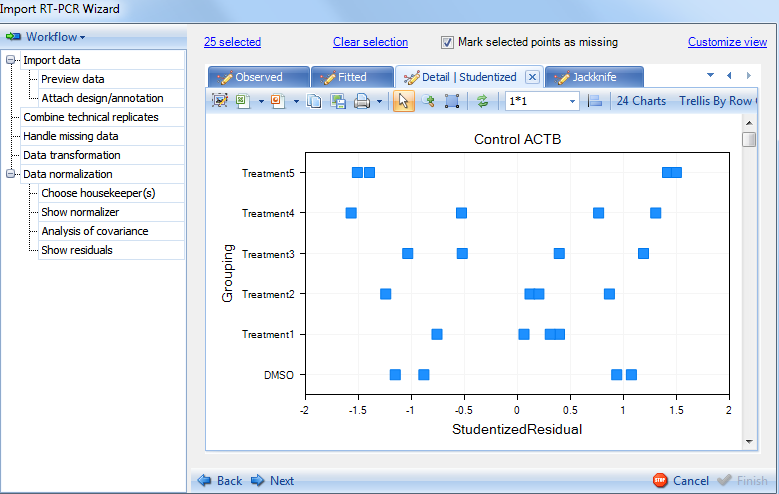 Import RT-PCR Wizard
Workflow
Import data
Preview data
Attach design/annotation
Combine technical replicates
Handle missing data
Data transformation
Data normalization
Choose housekeeper(s)
Show normalizer
Analysis of covariance
Show residuals
25 selected Clear selection Mark selected points as missing Customize view
Observed Fitted Detail | Studentized Jackknife
1*1 24 Charts Trellis By Row
Control ACTB
Grouping
Treatment5
Treatment4
Treatment3
Treatment2
Treatment1
DMSO
-2 -1.5 -1 -0.5 0 0.5 1 1.5 2
StudentizedResidual
Back Next STOP Cancel Finish